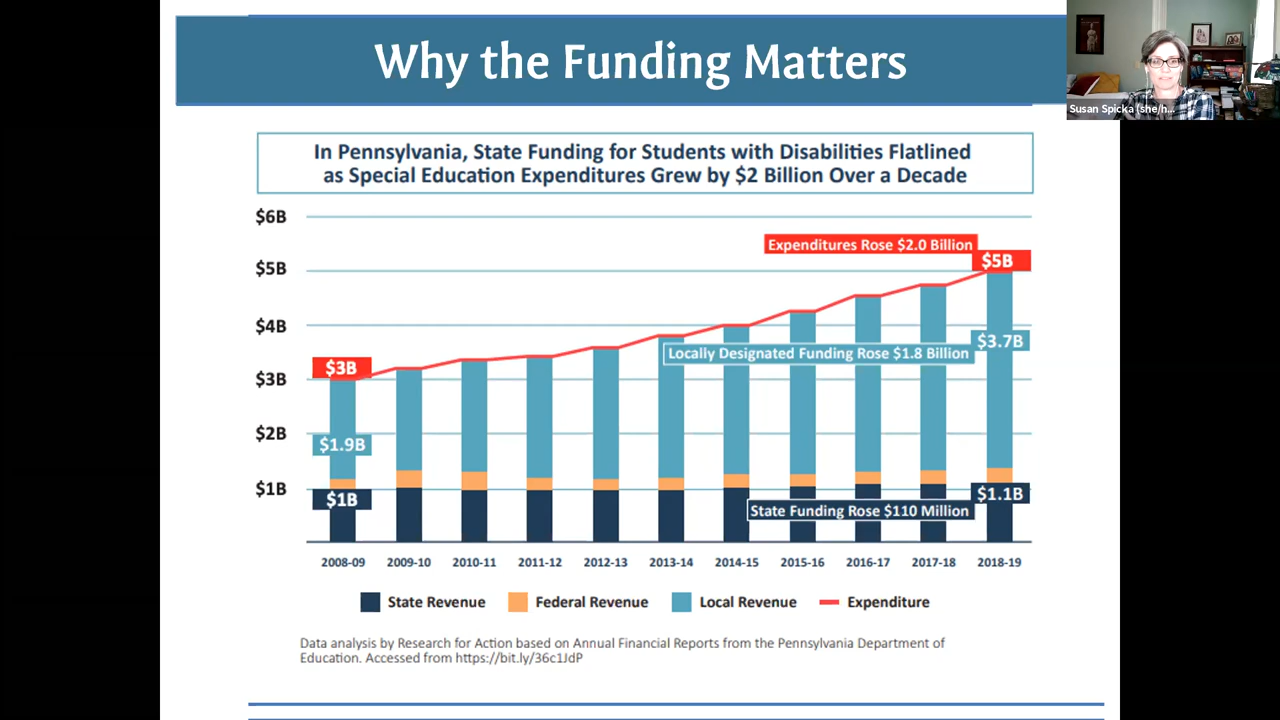 Why the Funding Matters
Susan Spicka (she/h...
In Pennsylvania, State Funding for Students with Disabilities Flatlined
as Special Education Expenditures Grew by $2 Billion Over a Decade
$6B
Expenditures Rose $2.0 Billion
$5B
$5B
$4B
$3.7B
Locally Designated Funding Rose $1.8 Billion
$3B
$3B
$2B
$1.9B
$1B
$1B
$1.1B
State Funding Rose $110 Million
2008-09 2009-10 2010-11 2011-12 2012-13 2013-14 2014-15 2015-16 2016-17 2017-18 2018-19
State Revenue Federal Revenue Local Revenue Expenditure
Data analysis by Research for Action based on Annual Financial Reports from the Pennsylvania Department of
Education. Accessed from https://bit.ly/36c1JdP